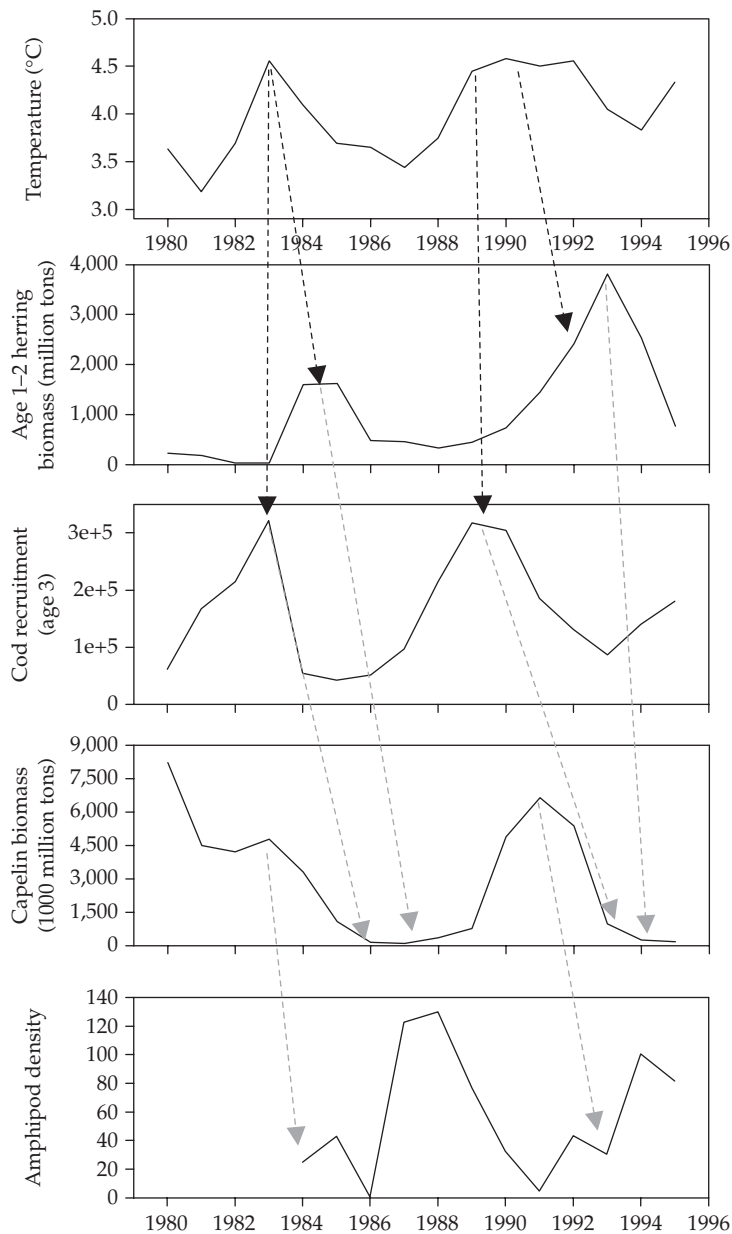 Temperature (°C)
5.0
4.5
4.0
3.5
3.0
1980 1982 1984 1986 1988 1990 1992 1994 1996
Age 1–2 herring
biomass (million tons)
4,000
3,000
2,000
1,000
0
Cod recruitment
(age 3)
3e+5
2e+5
1e+5
0
Capelin biomass
(1000 million tons)
9,000
7,500
6,000
4,500
3,000
1,500
0
Amphipod density
140
120
100
80
60
40
20
0
1980 1982 1984 1986 1988 1990 1992 1994 1996